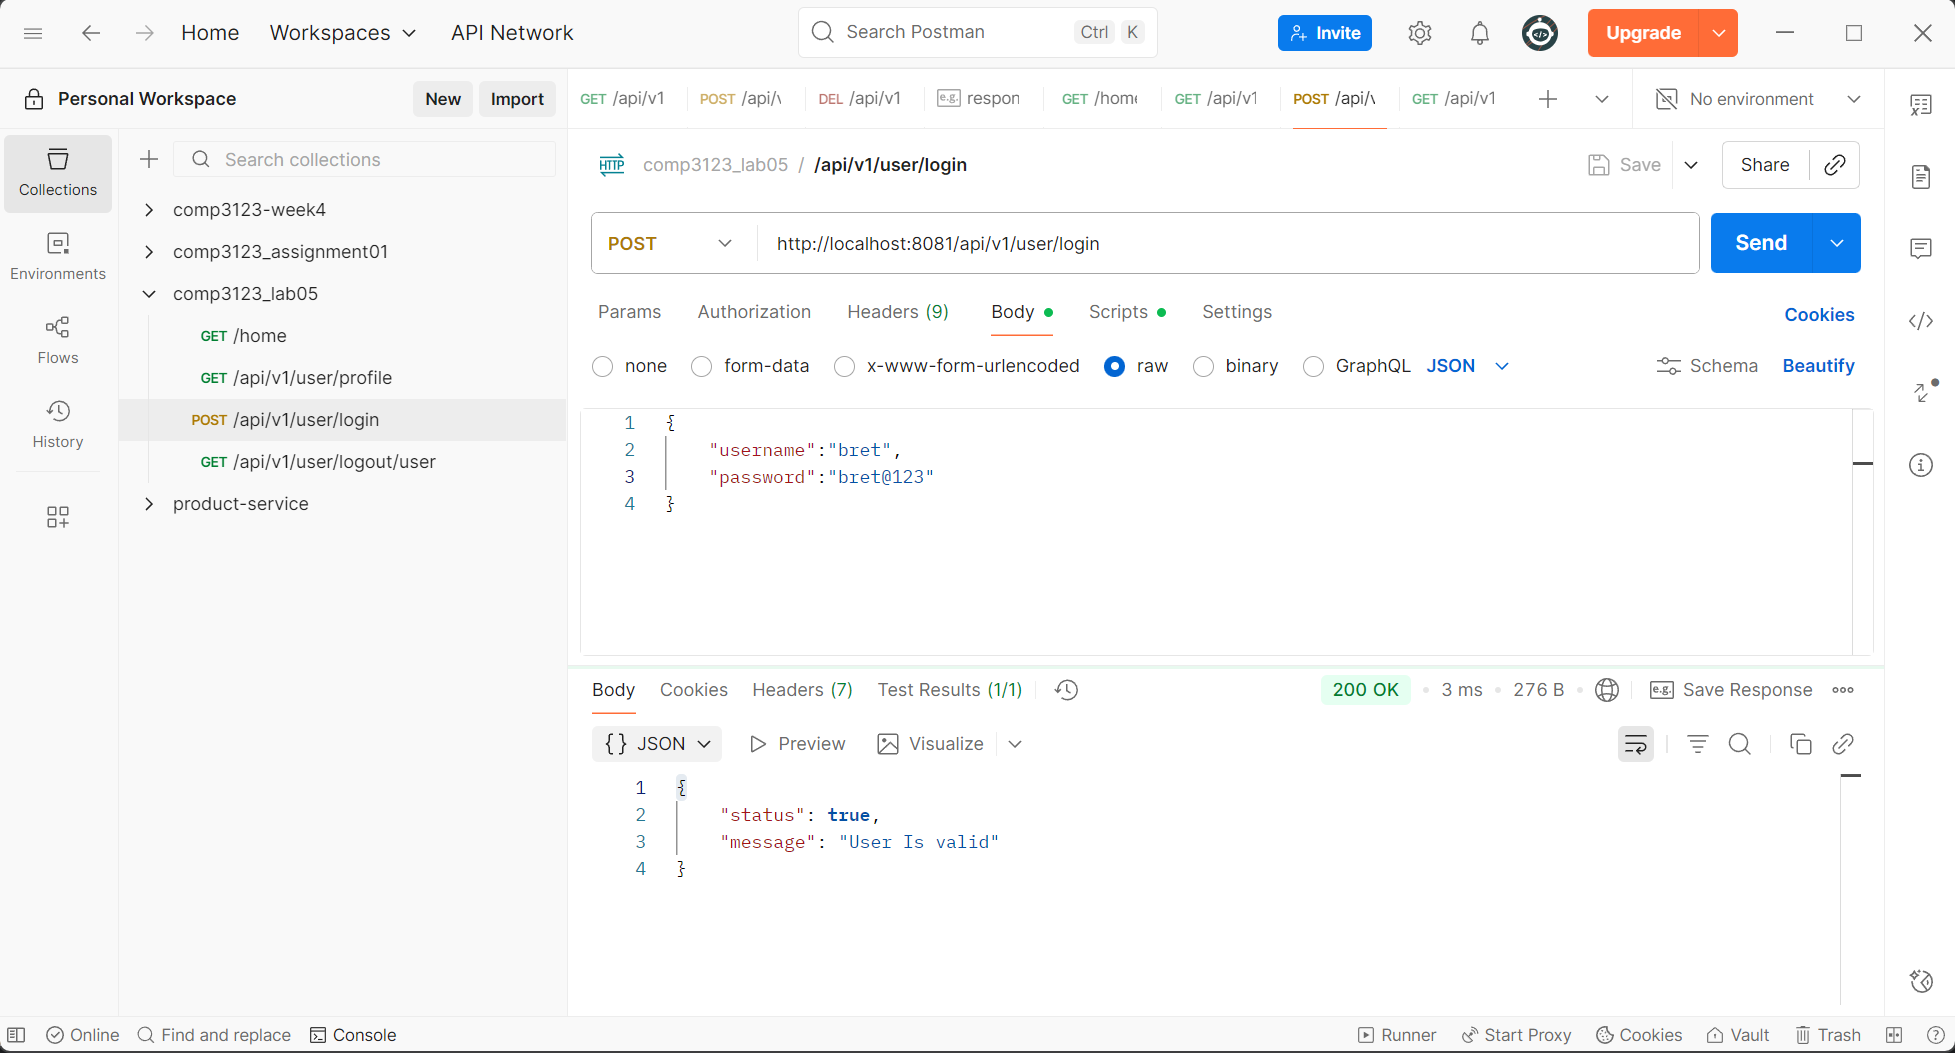 Home Workspaces API Network Search Postman Ctrl K Invite Upgrade
Personal Workspace New Import
GET /api/v1 POST /api/v DEL /api/v1 e.g. respon GET /home GET /api/v1 POST /api/v GET /api/v1 No environment
Collections
Environments
Flows
History
Search collections
comp3123-week4
comp3123_assignment01
comp3123_lab05
GET /home
GET /api/v1/user/profile
POST /api/v1/user/login
GET /api/v1/user/logout/user
product-service
HTTP comp3123_lab05 / /api/v1/user/login Save Share
POST http://localhost:8081/api/v1/user/login Send
Params Authorization Headers (9) Body Scripts Settings Cookies
none form-data x-www-form-urlencoded raw binary GraphQL JSON Schema Beautify
1 {
2 "username":"bret",
3 "password":"bret@123"
4 }
Body Cookies Headers (7) Test Results (1/1) 200 OK 3 ms 276 B e.g. Save Response
{} JSON Preview Visualize
1 {
2 "status": true,
3 "message": "User Is valid"
4 }
Online Find and replace Console Runner Start Proxy Cookies Vault Trash